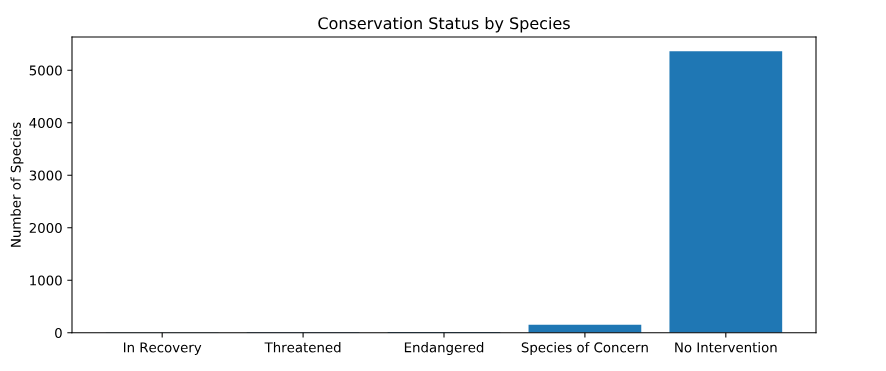 Conservation Status by Species
Number of Species
5000
4000
3000
2000
1000
0
In Recovery Threatened Endangered Species of Concern No Intervention